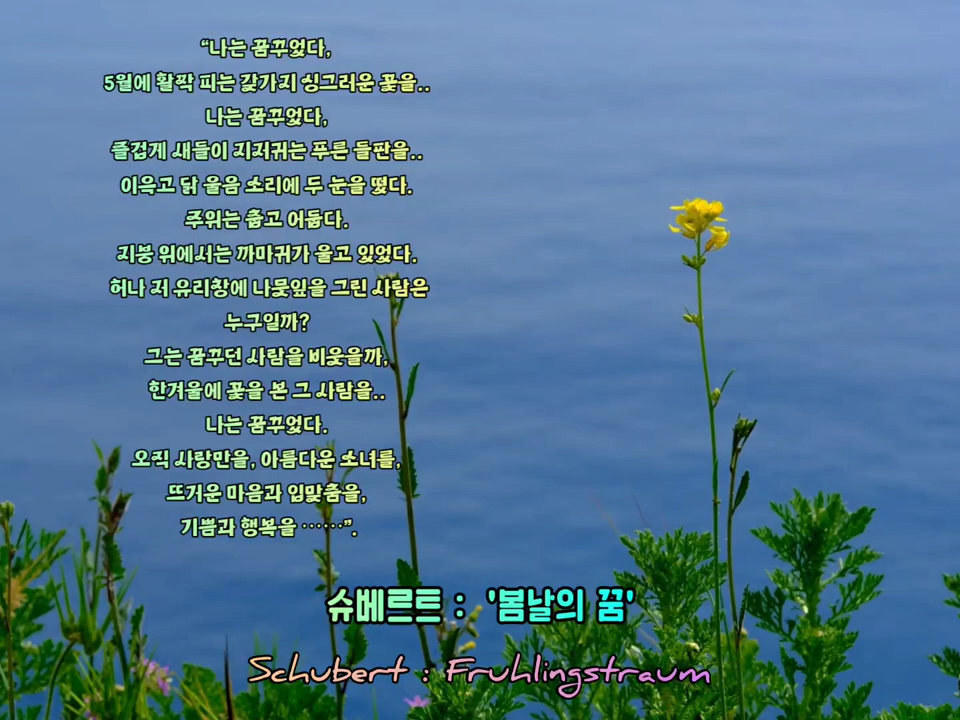 “나는 꿈꾸었다,
5월에 활짝 피는 갖가지 싱그러운 꽃을..
나는 꿈꾸었다,
즐겁게 새들이 지저귀는 푸른 들판을..
이윽고 닭 울음 소리에 두 눈을 떴다.
주위는 춥고 어둡다.
지붕 위에서는 까마귀가 울고 있었다.
허나 저 유리창에 나뭇잎을 그린 사람은
누구일까?
그는 꿈꾸던 사람을 비웃을까,
한겨울에 꽃을 본 그 사람을..
나는 꿈꾸었다.
오직 사랑만을, 아름다운 소녀를,
뜨거운 마음과 입맞춤을,
기쁨과 행복을 ……”.
슈베르트 : '봄날의 꿈'
Schubert : Fruhlingstraum